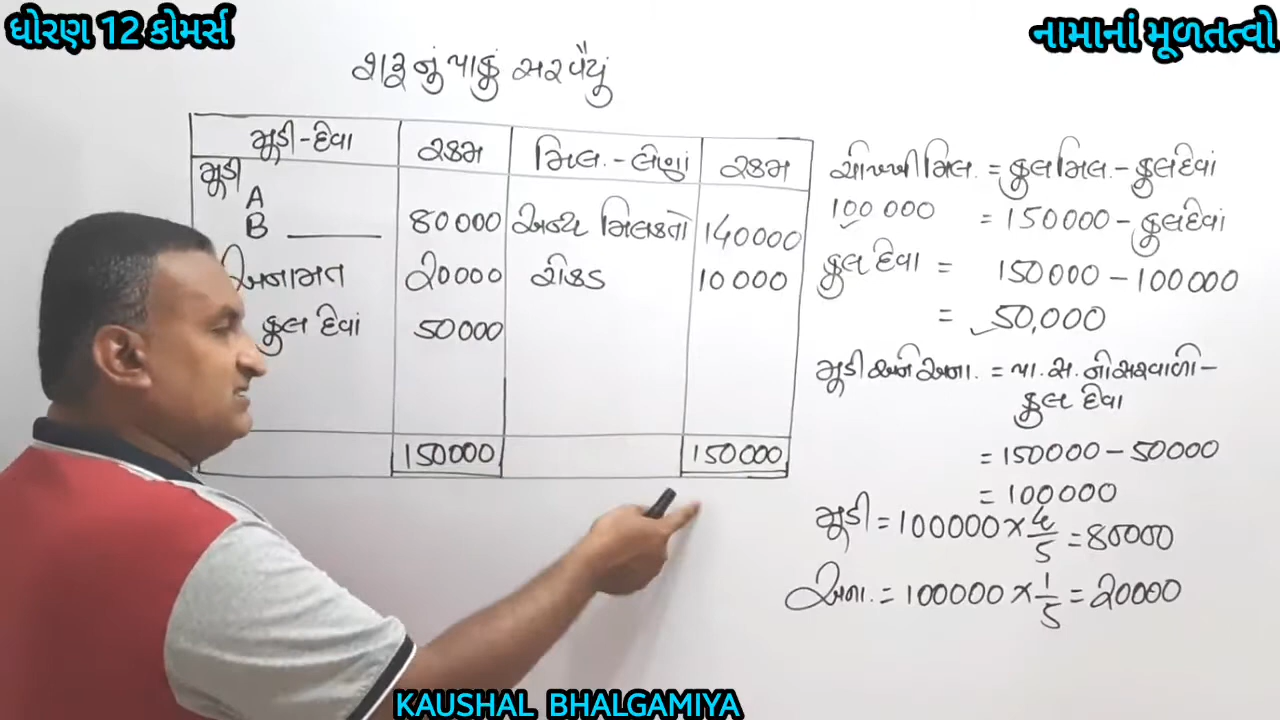 ધોરણ 12 કોમર્સ
નામાનાં મૂળતત્વો
શરૂનું પાકું સરવૈયું
મૂડી-દેવા રકમ મિલ.-લેણાં રકમ
મૂડી
A
B 80000 અન્ય મિલકતો 140000
અનામત 20000 રોકડ 10000
કુલ દેવાં 50000
150000 150000
ચોખ્ખી મિલ. = કુલ મિલ. - કુલ દેવાં
100 000 = 150000 - કુલ દેવાં
કુલ દેવા = 150000 - 100000
= 50,000
મૂડી અને અના. = પા. સ. નો સરવાળો -
કુલ દેવા
= 150000 - 50000
= 100000
મૂડી = 100000 × 4/5 = 80000
અના. = 100000 × 1/5 = 20000
KAUSHAL BHALGAMIYA